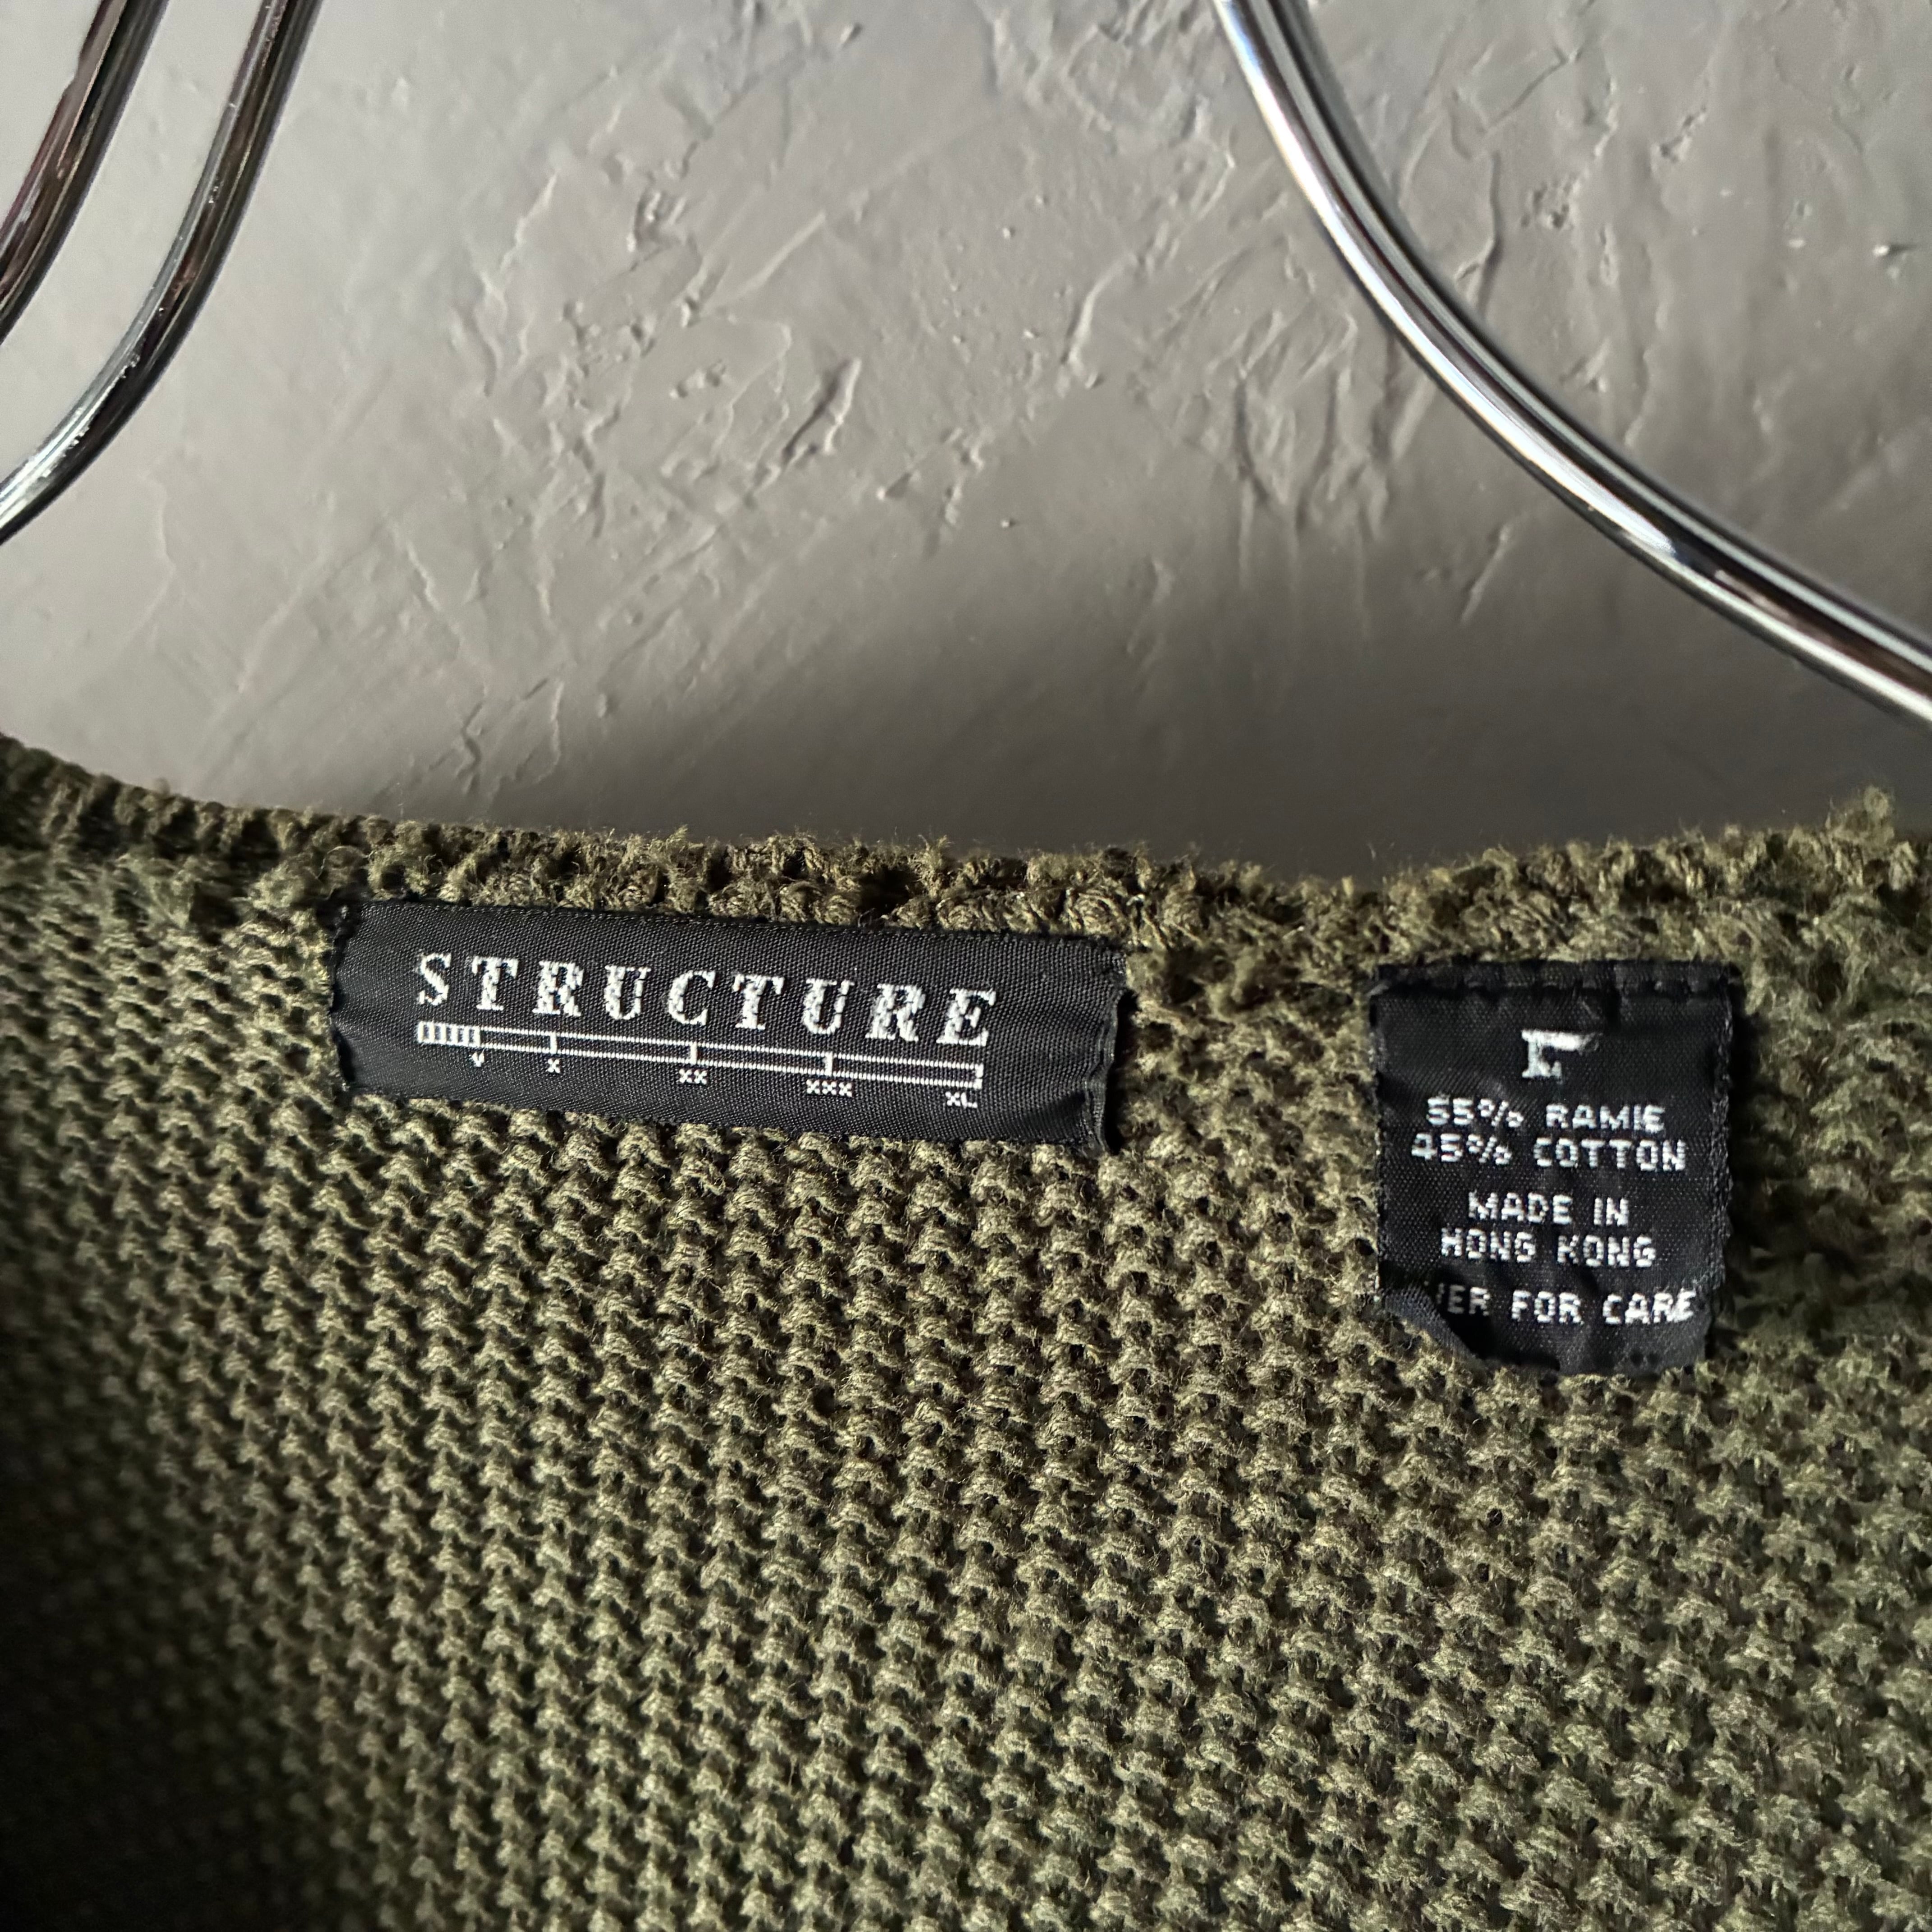 STRUCTURE
V X XX XXX XL
55% RAMIE
45% COTTON
MADE IN
HONG KONG
FOR CARE